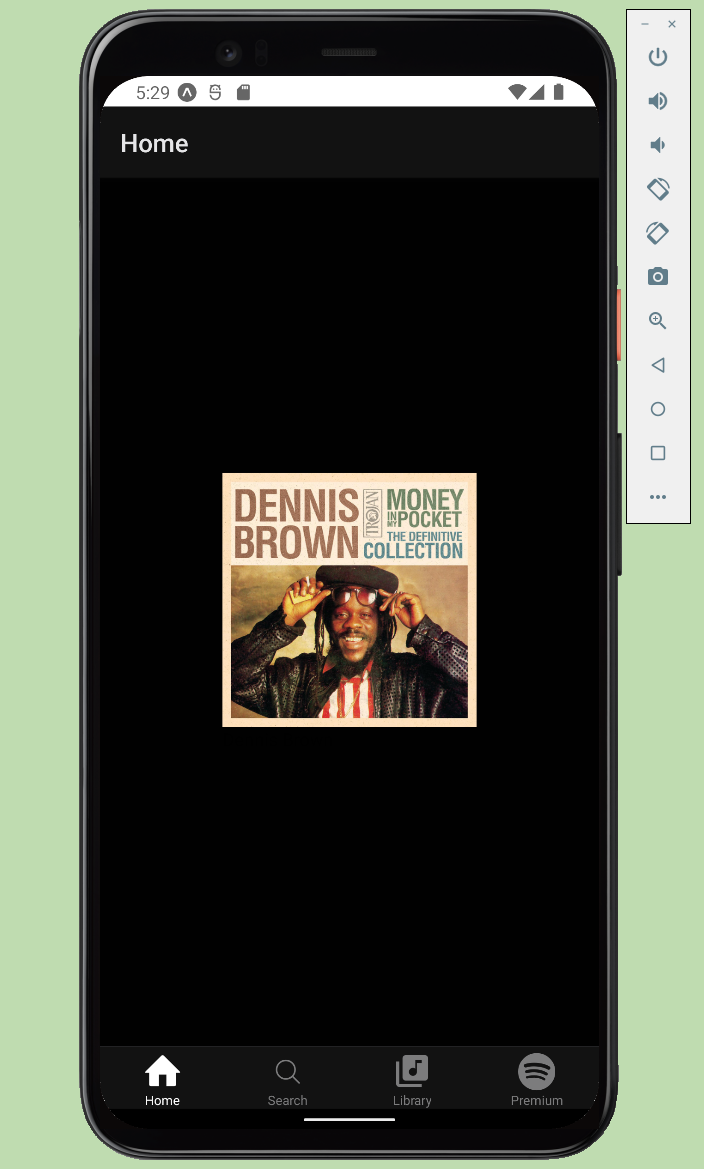 5:29
Home
DENNIS
BROWN
TROJAN
MONEY
IN MY POCKET
THE DEFINITIVE
COLLECTION
Home
Search
Library
Premium